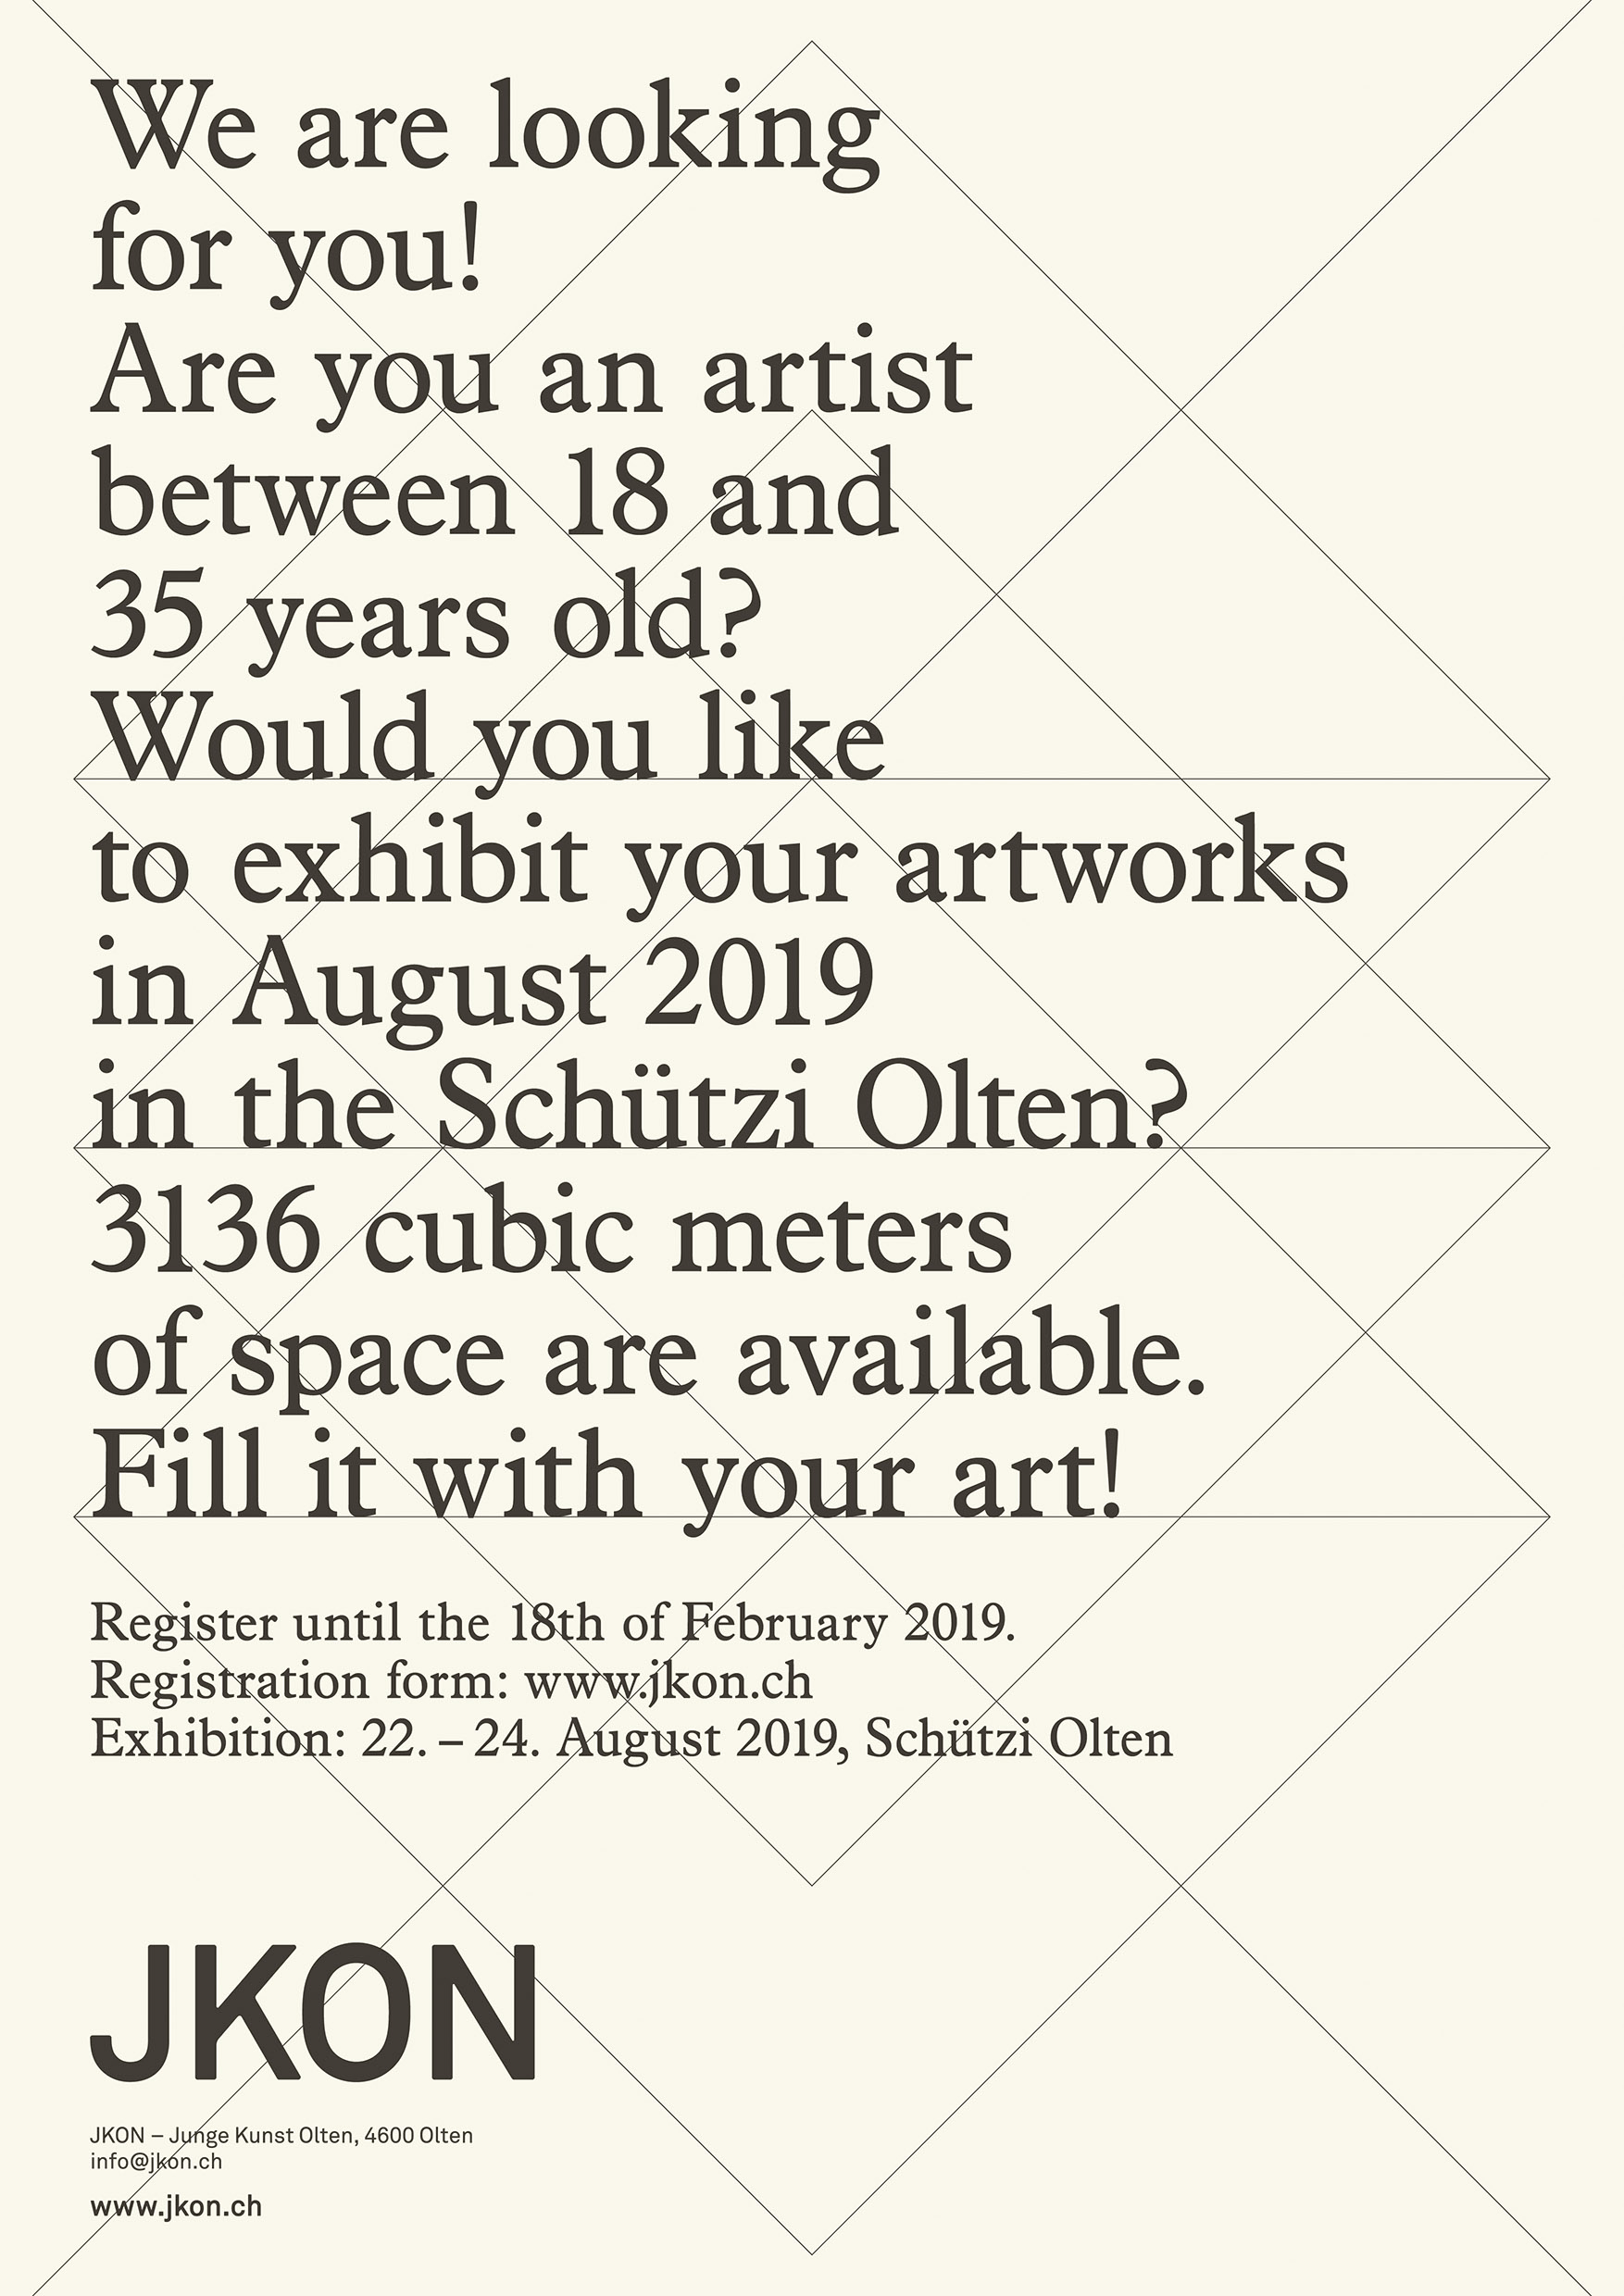 We are looking
for you!
Are you an artist
between 18 and
35 years old?
Would you like
to exhibit your artworks
in August 2019
in the Schützi Olten?
3136 cubic meters
of space are available.
Fill it with your art!
Register until the 18th of February 2019.
Registration form: www.jkon.ch
Exhibition: 22. – 24. August 2019, Schützi Olten
JKON
JKON – Junge Kunst Olten, 4600 Olten
info@jkon.ch
www.jkon.ch